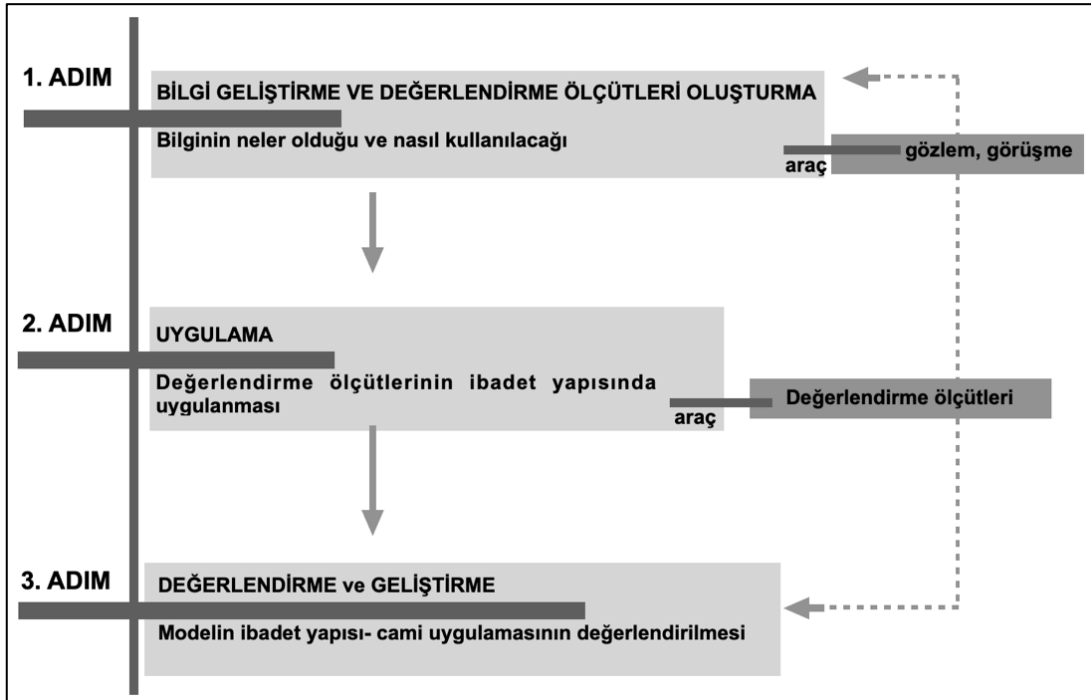 1. ADIM
BİLGİ GELİŞTİRME VE DEĞERLENDİRME ÖLÇÜTLERİ OLUŞTURMA
Bilginin neler olduğu ve nasıl kullanılacağı
araç
gözlem, görüşme
2. ADIM
UYGULAMA
Değerlendirme ölçütlerinin ibadet yapısında
uygulanması
araç
Değerlendirme ölçütleri
3. ADIM
DEĞERLENDİRME ve GELİŞTİRME
Modelin ibadet yapısı- cami uygulamasının değerlendirilmesi